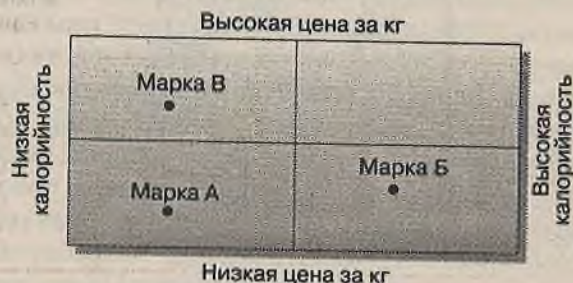 Высокая цена за кг
Низкая
калорийность
Марка В
Марка Б
Марка А
Высокая
калорийность
Низкая цена за кг